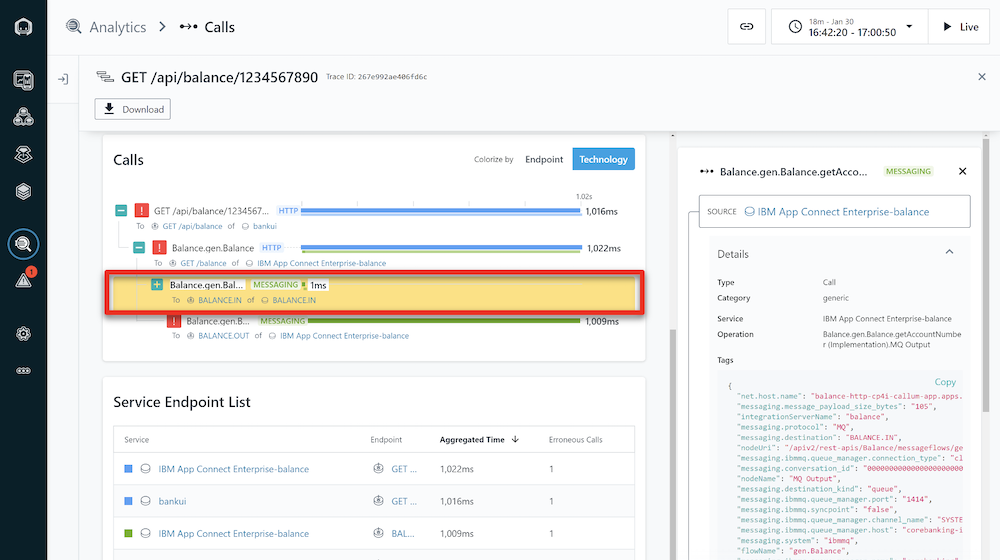 Analytics > Calls
18m - Jan 30
16:42:20 - 17:00:50
Live
GET /api/balance/1234567890 Trace ID: 267e992ae406fd6c
Download
Calls
Colorize by Endpoint Technology
1.02s
GET /api/balance/1234567... HTTP 1,016ms
To GET /api/balance of bankui
Balance.gen.Balance HTTP 1,022ms
To GET /balance of IBM App Connect Enterprise-balance
Balance.gen.Bal... MESSAGING 1ms
To BALANCE.IN of BALANCE.IN
Balance.gen.B... MESSAGING 1,009ms
To BALANCE.OUT of IBM App Connect Enterprise-balance
Service Endpoint List
Service Endpoint Aggregated Time Erroneous Calls
IBM App Connect Enterprise-balance GET ... 1,022ms 1
bankui GET ... 1,016ms 1
IBM App Connect Enterprise-balance BAL... 1,009ms 1
Balance.gen.Balance.getAcco... MESSAGING
SOURCE IBM App Connect Enterprise-balance
Details
Type Call
Category generic
Service IBM App Connect Enterprise-balance
Operation Balance.gen.Balance.getAccountNumbe
r (Implementation).MQ Output
Tags
Copy
{
"net.host.name": "balance-http-cp4i-callum-app.apps.
"messaging.message_payload_size_bytes": "105",
"integrationServerName": "balance",
"messaging.protocol": "MQ",
"messaging.destination": "BALANCE.IN",
"nodeUri": "/apiv2/rest-apis/Balance/messageflows/ge
"messaging.ibmmq.queue_manager.connection_type": "cl
"messaging.conversation_id": "0000000000000000000000
"nodeName": "MQ Output",
"messaging.destination_kind": "queue",
"messaging.ibmmq.queue_manager.port": "1414",
"messaging.ibmmq.syncpoint": "false",
"messaging.ibmmq.queue_manager.channel_name": "SYSTE
"messaging.ibmmq.queue_manager.host": "corebanking-i
"messaging.system": "ibmmq",
"flowName": "gen.Balance",
1